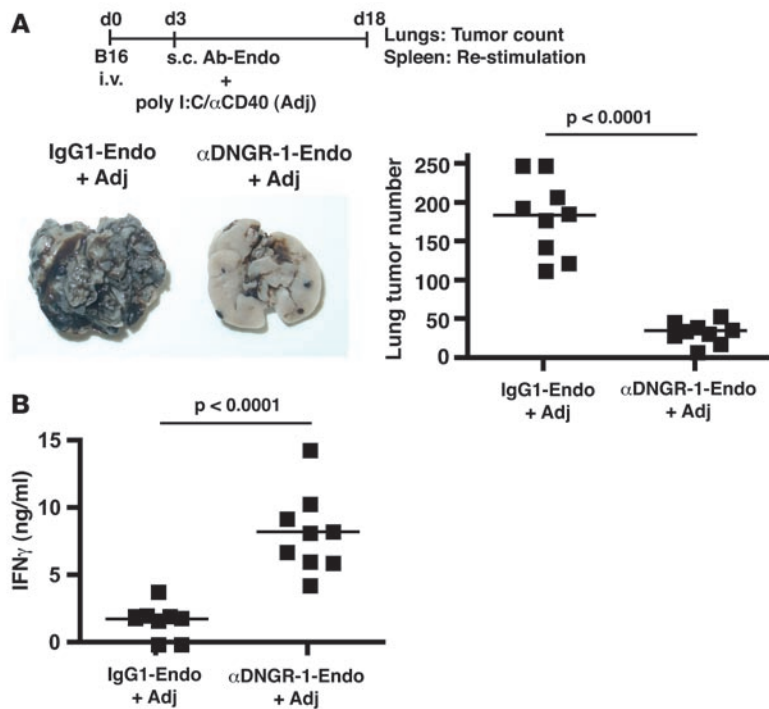 A
d0 d3 d18
B16 s.c. Ab-Endo
i.v. +
poly I:C/αCD40 (Adj)
Lungs: Tumor count
Spleen: Re-stimulation
IgG1-Endo αDNGR-1-Endo
+ Adj + Adj
p < 0.0001
Lung tumor number
250
200
150
100
50
0
IgG1-Endo αDNGR-1-Endo
+ Adj + Adj
B
p < 0.0001
IFNγ (ng/ml)
15
10
5
0
IgG1-Endo αDNGR-1-Endo
+ Adj + Adj